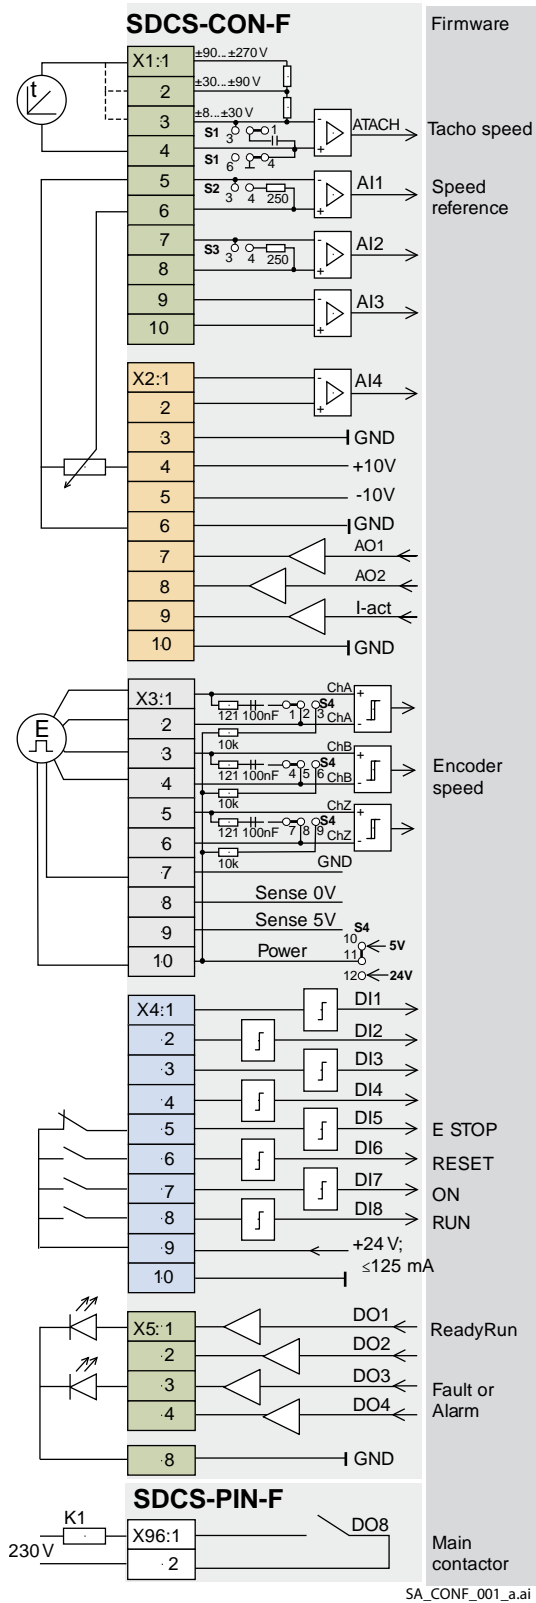 SDCS-CON-F
Firmware
X1:1 ±90...±270 V
2 ±30...±90 V
3 ±8...±30 V
t
S1 3 1 - + ATACH Tacho speed
4
S1 6 4
5 S2 3 4 250 - + AI1 Speed reference
6
7 S3 3 4 250 - + AI2
8
9 - + AI3
10
X2:1 - + AI4
2
3 GND
4 +10V
5 -10V
6 GND
7 AO1
8 AO2
9 I-act
10 GND
E
X3:1 ChA +
121 100nF 1 2 3 S4
2 ChA -
10k
3 ChB +
121 100nF 4 5 6 S4
Encoder speed
4 ChB -
10k
5 ChZ +
121 100nF 7 8 9 S4
6 ChZ -
10k
7 GND
8 Sense 0V
9 Sense 5V
S4
10 5V
10 Power 11
12 24V
X4:1 DI1
2 DI2
3 DI3
4 DI4
5 DI5 E STOP
6 DI6 RESET
7 DI7 ON
8 DI8 RUN
9 +24 V;
≤125 mA
10
X5: 1 DO1 ReadyRun
2 DO2
3 DO3 Fault or
4 DO4 Alarm
8 GND
SDCS-PIN-F
K1
X96:1 DO8
230 V
2
Main
contactor
SA_CONF_001_a.ai